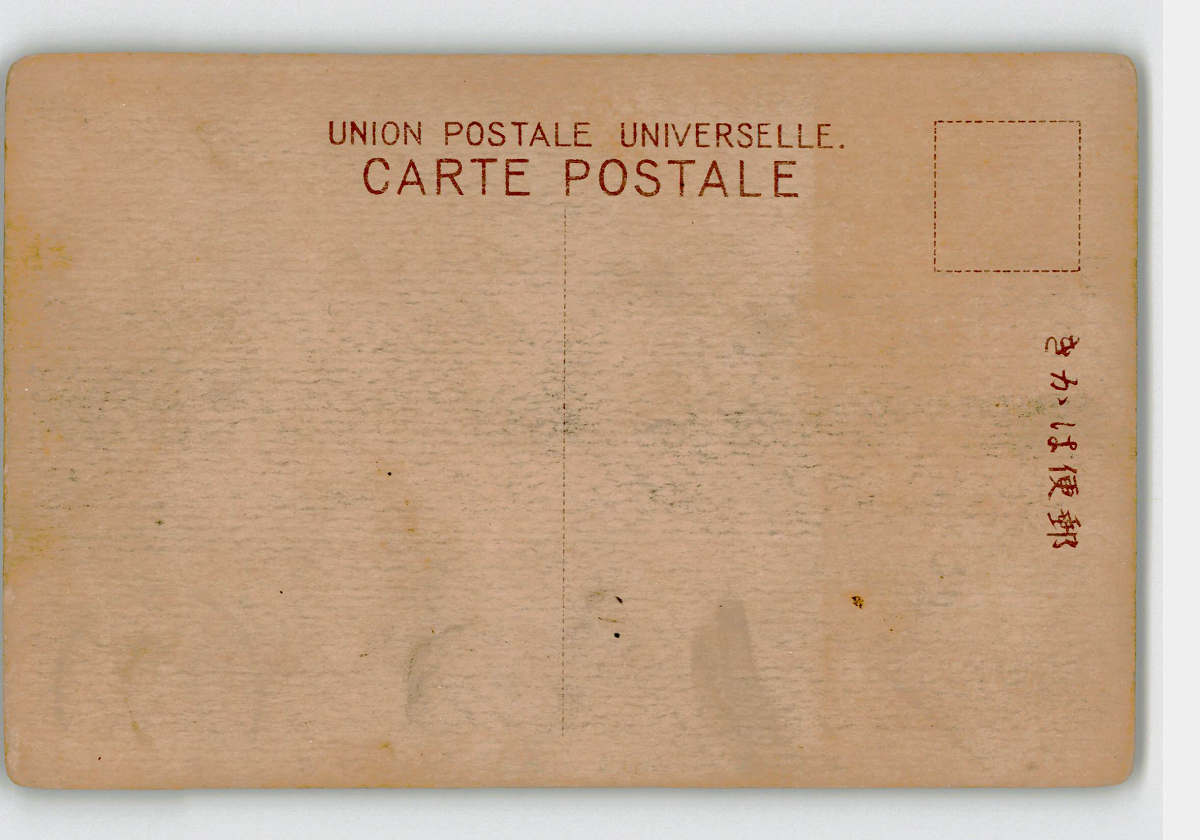 UNION POSTALE UNIVERSELLE.
CARTE POSTALE
郵便はかき